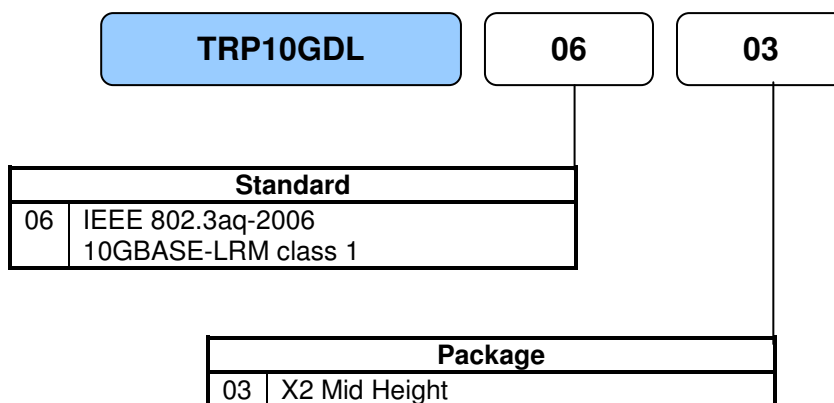 TRP10GDL 06 03
Standard
06 IEEE 802.3aq-2006
10GBASE-LRM class 1
Package
03 X2 Mid Height